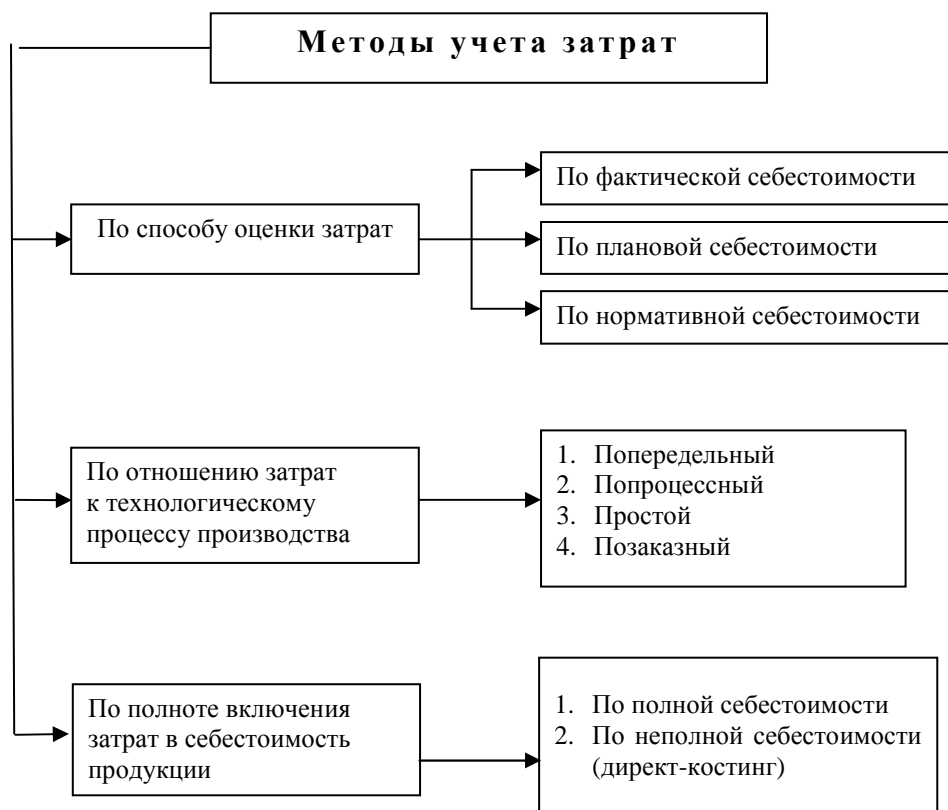 Методы учета затрат
По способу оценки затрат
По фактической себестоимости
По плановой себестоимости
По нормативной себестоимости
По отношению затрат
к технологическому
процессу производства
1. Попередельный
2. Попроцессный
3. Простой
4. Позаказный
По полноте включения
затрат в себестоимость
продукции
1. По полной себестоимости
2. По неполной себестоимости
(директ-костинг)